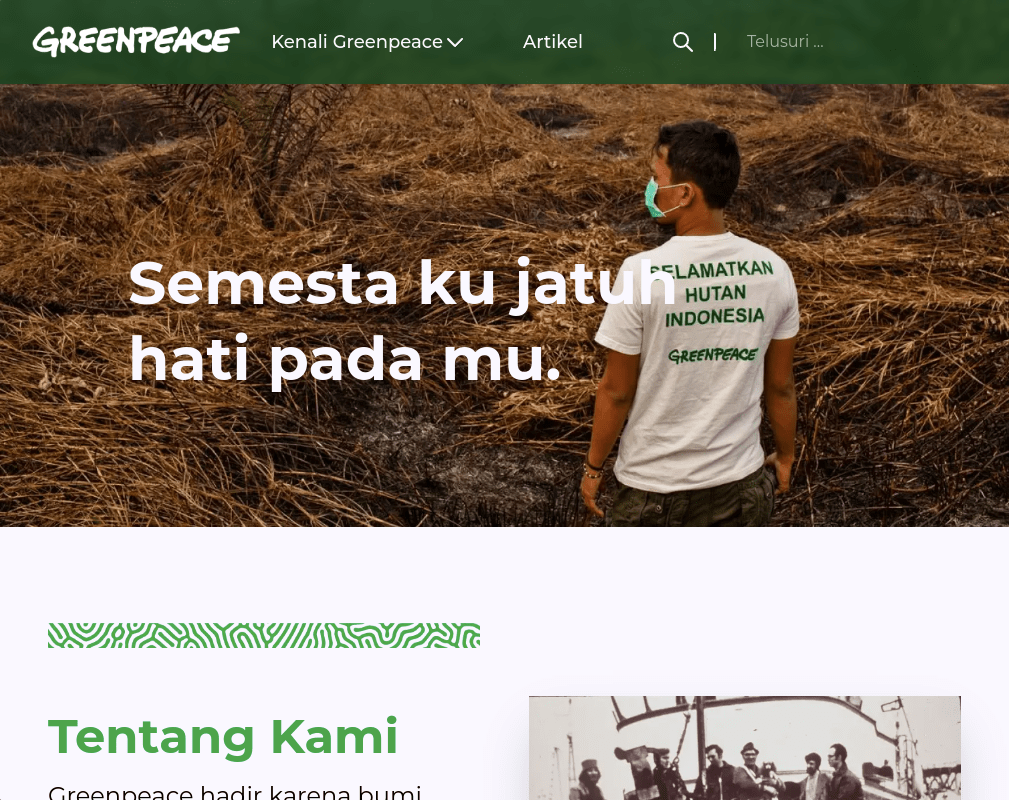 GREENPEACE
Kenali Greenpeace
Artikel
Telusuri ...
Semesta ku jatuh
hati pada mu.
SELAMATKAN
HUTAN
INDONESIA
GREENPEACE
Tentang Kami
Greenpeace hadir karena bumi